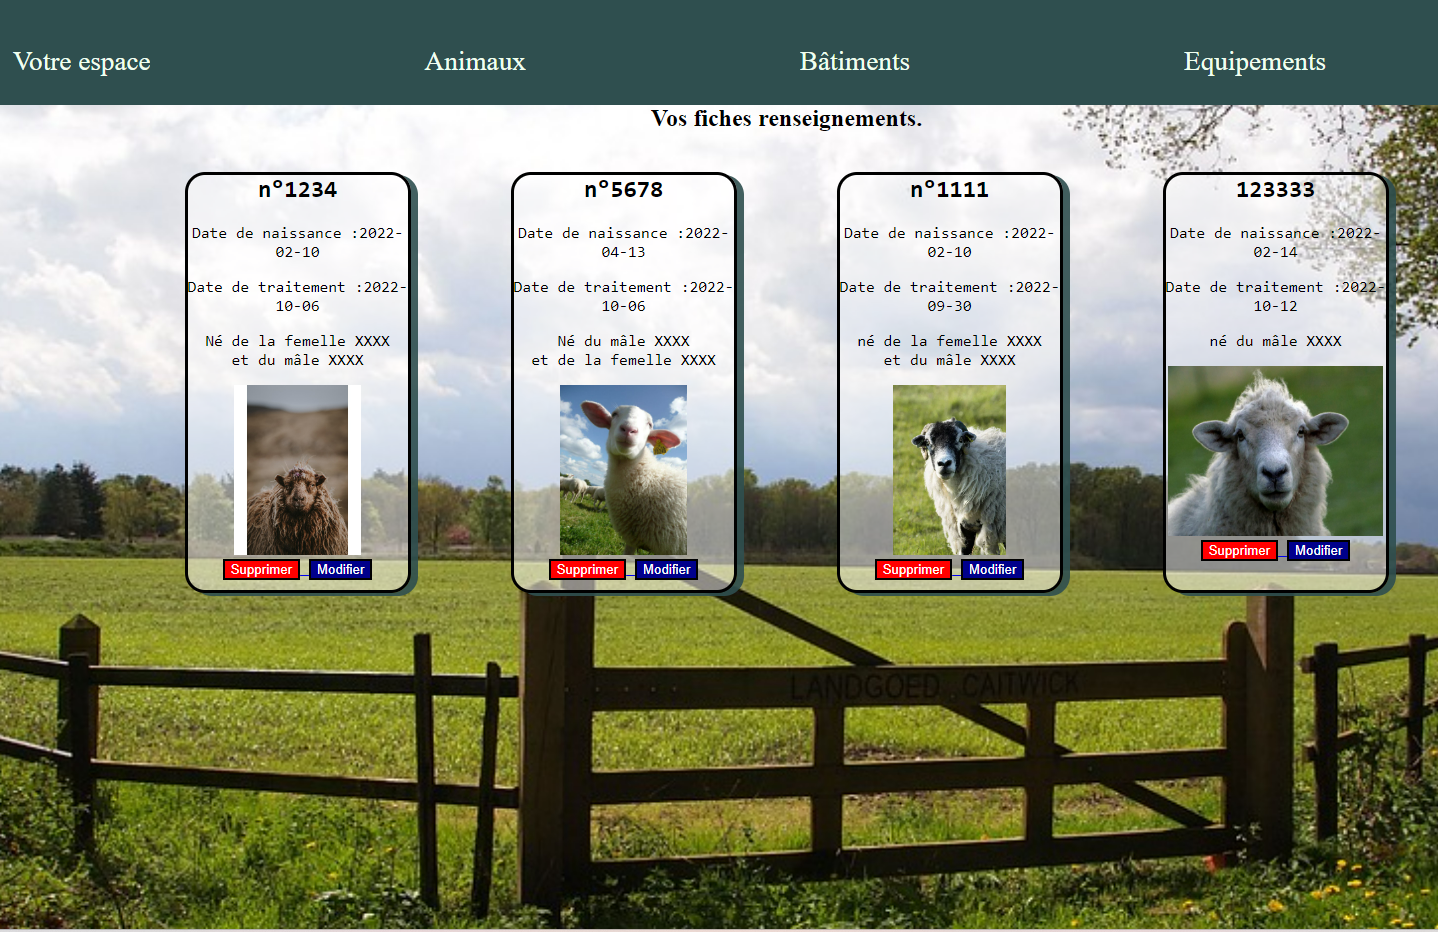 Votre espace Animaux Bâtiments Equipements
Vos fiches renseignements.
n°1234
Date de naissance :2022-
02-10
Date de traitement :2022-
10-06
Né de la femelle XXXX
et du mâle XXXX
Supprimer Modifier
n°5678
Date de naissance :2022-
04-13
Date de traitement :2022-
10-06
Né du mâle XXXX
et de la femelle XXXX
Supprimer Modifier
n°1111
Date de naissance :2022-
02-10
Date de traitement :2022-
09-30
né de la femelle XXXX
et du mâle XXXX
Supprimer Modifier
123333
Date de naissance :2022-
02-14
Date de traitement :2022-
10-12
né du mâle XXXX
Supprimer Modifier
LANDGOED CAITWICK